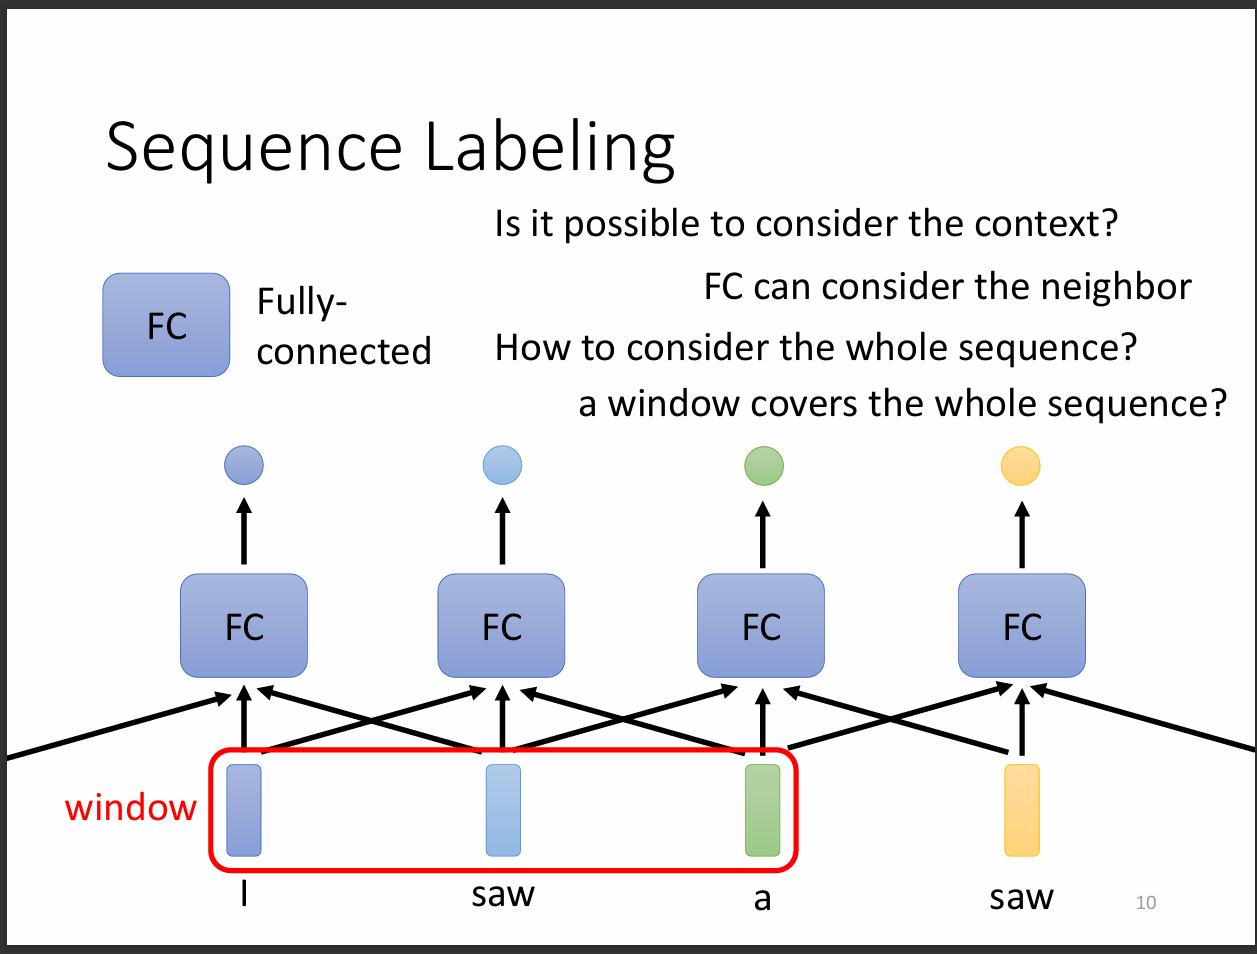 Sequence Labeling
Is it possible to consider the context?
FC can consider the neighbor
FC
Fully-
connected
How to consider the whole sequence?
a window covers the whole sequence?
FC
FC
FC
FC
window
I
saw
a
saw
10